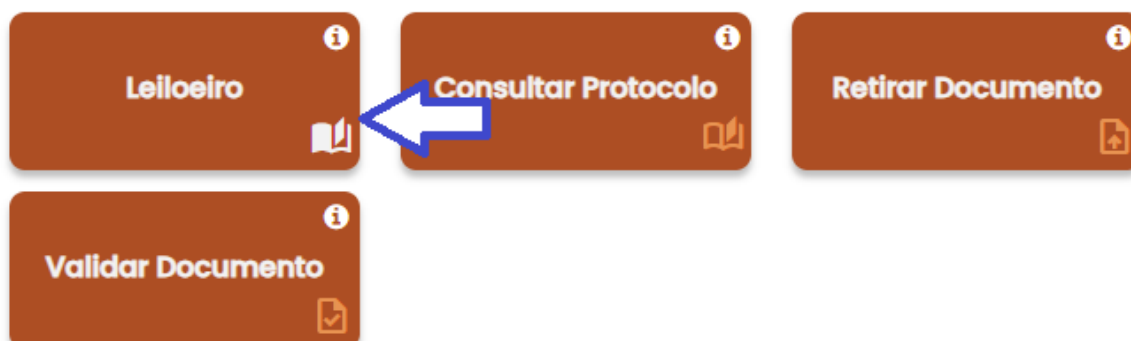 Leiloeiro
Consultar Protocolo
Retirar Documento
Validar Documento